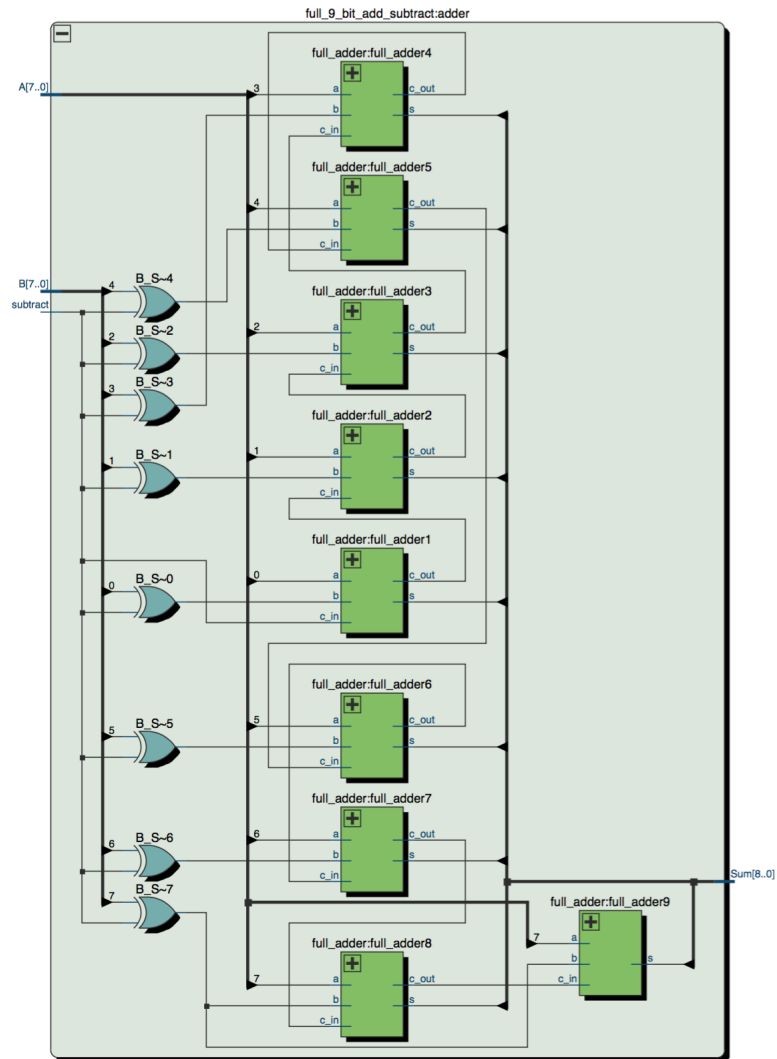 full_9_bit_add_subtract:adder
full_adder:full_adder4
A[7..0]
3
a
c_out
b
s
c_in
full_adder:full_adder5
4
a
c_out
b
s
c_in
B[7..0]
4
B_S~4
subtract
full_adder:full_adder3
2
B_S~2
2
a
c_out
b
s
c_in
3
B_S~3
full_adder:full_adder2
1
B_S~1
1
a
c_out
b
s
c_in
full_adder:full_adder1
0
B_S~0
0
a
c_out
b
s
c_in
full_adder:full_adder6
5
B_S~5
5
a
c_out
b
s
c_in
full_adder:full_adder7
6
B_S~6
6
a
c_out
b
s
c_in
Sum[8..0]
7
B_S~7
full_adder:full_adder9
7
a
b
s
c_in
full_adder:full_adder8
7
a
c_out
b
s
c_in